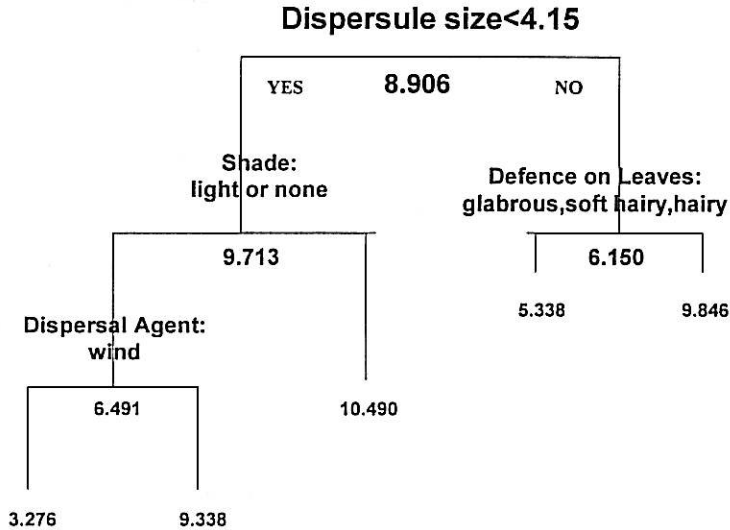 Dispersule size<4.15
YES 8.906 NO
Shade:
light or none
Defence on Leaves:
glabrous,soft hairy,hairy
9.713
6.150
5.338 9.846
Dispersal Agent:
wind
6.491
10.490
3.276 9.338